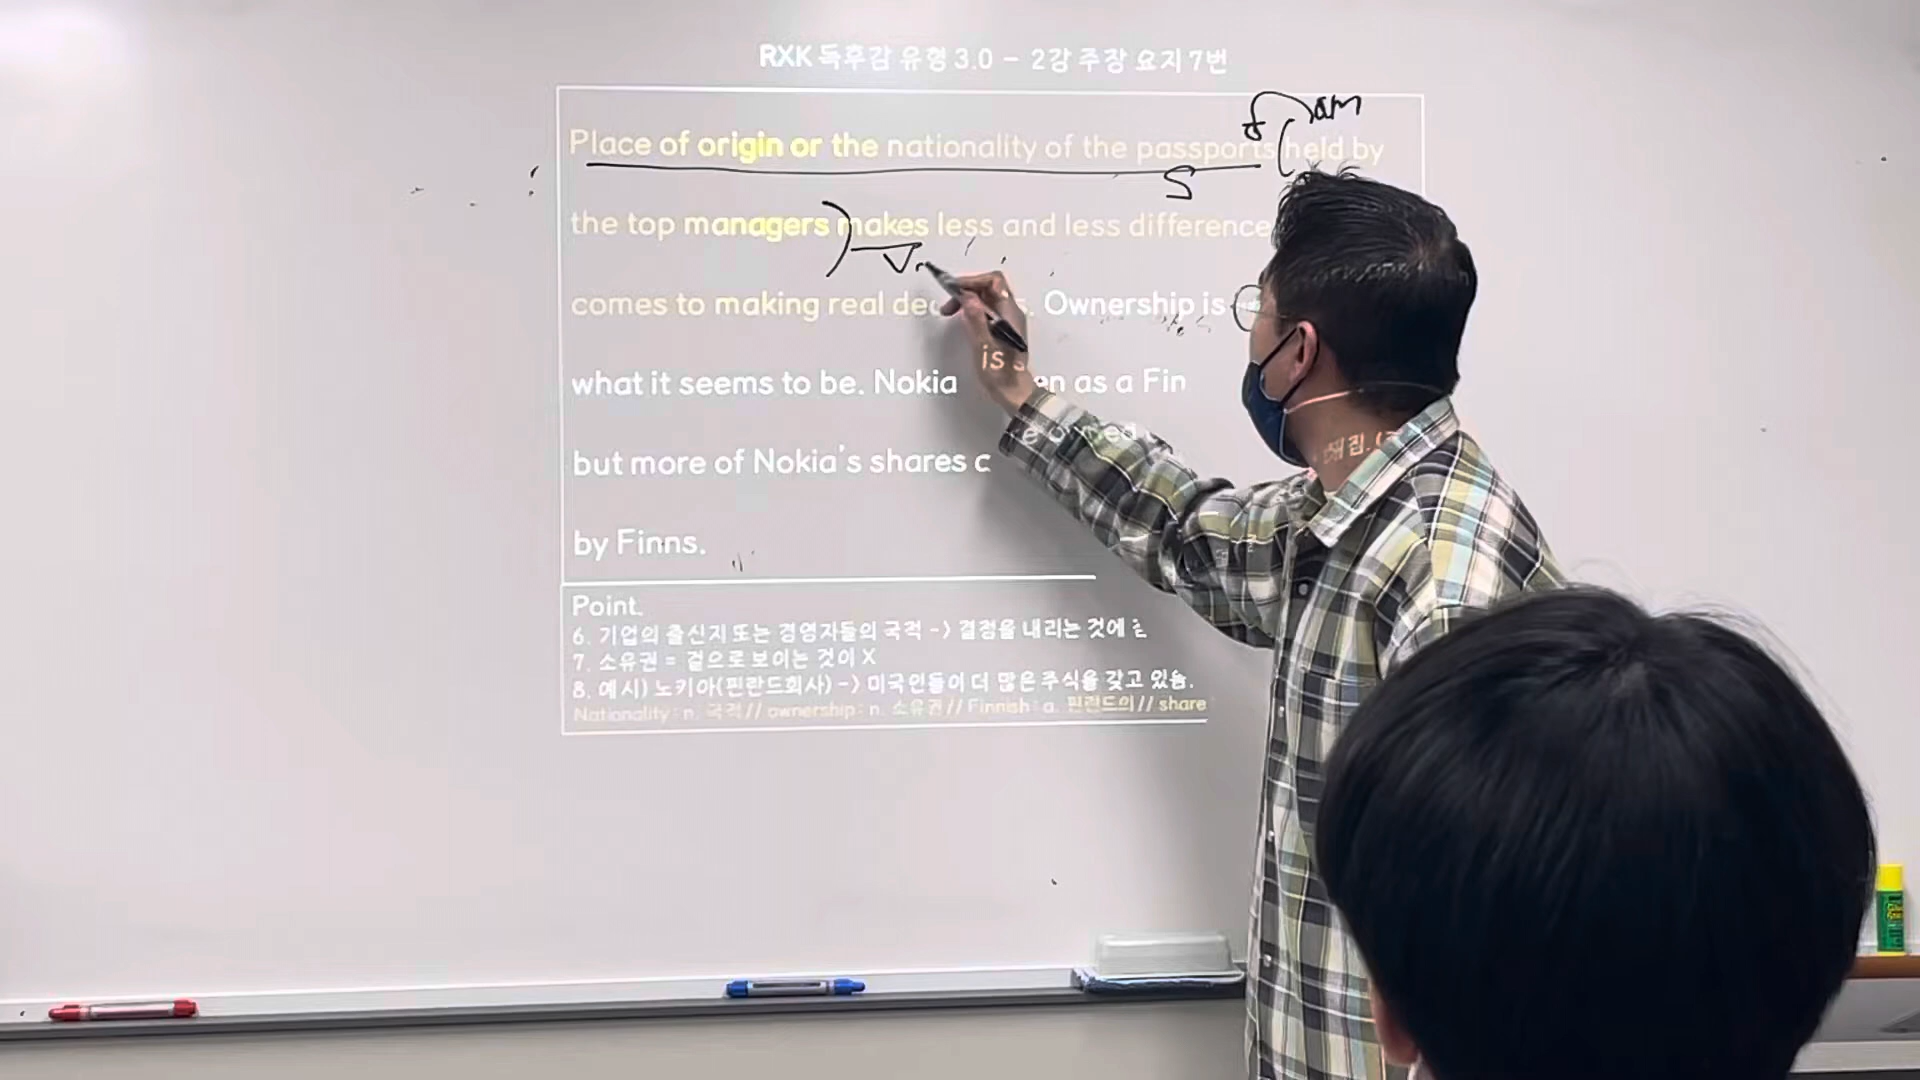 RXK 독후감 유형 3.0 - 2강 주장 요지 7번
am
Place of origin or the nationality of the passports held by
S
the top managers makes less and less difference
V
comes to making real Ownership is
what it seems to be. Nokia is as a Fin
but more of Nokia's shares owned
by Finns.
Point.
6. 기업의 출신지 또는 경영자들의 국적 -> 결정을 내리는 것에
7. 소유권 = 겉으로 보이는 것이 X
8. 예시) 노키아(핀란드회사) -> 미국인들이 더 많은 주식을 갖고 있음.
Nationality: n. 국적// ownership: n. 소유권// Finnish: a. 핀란드의// share